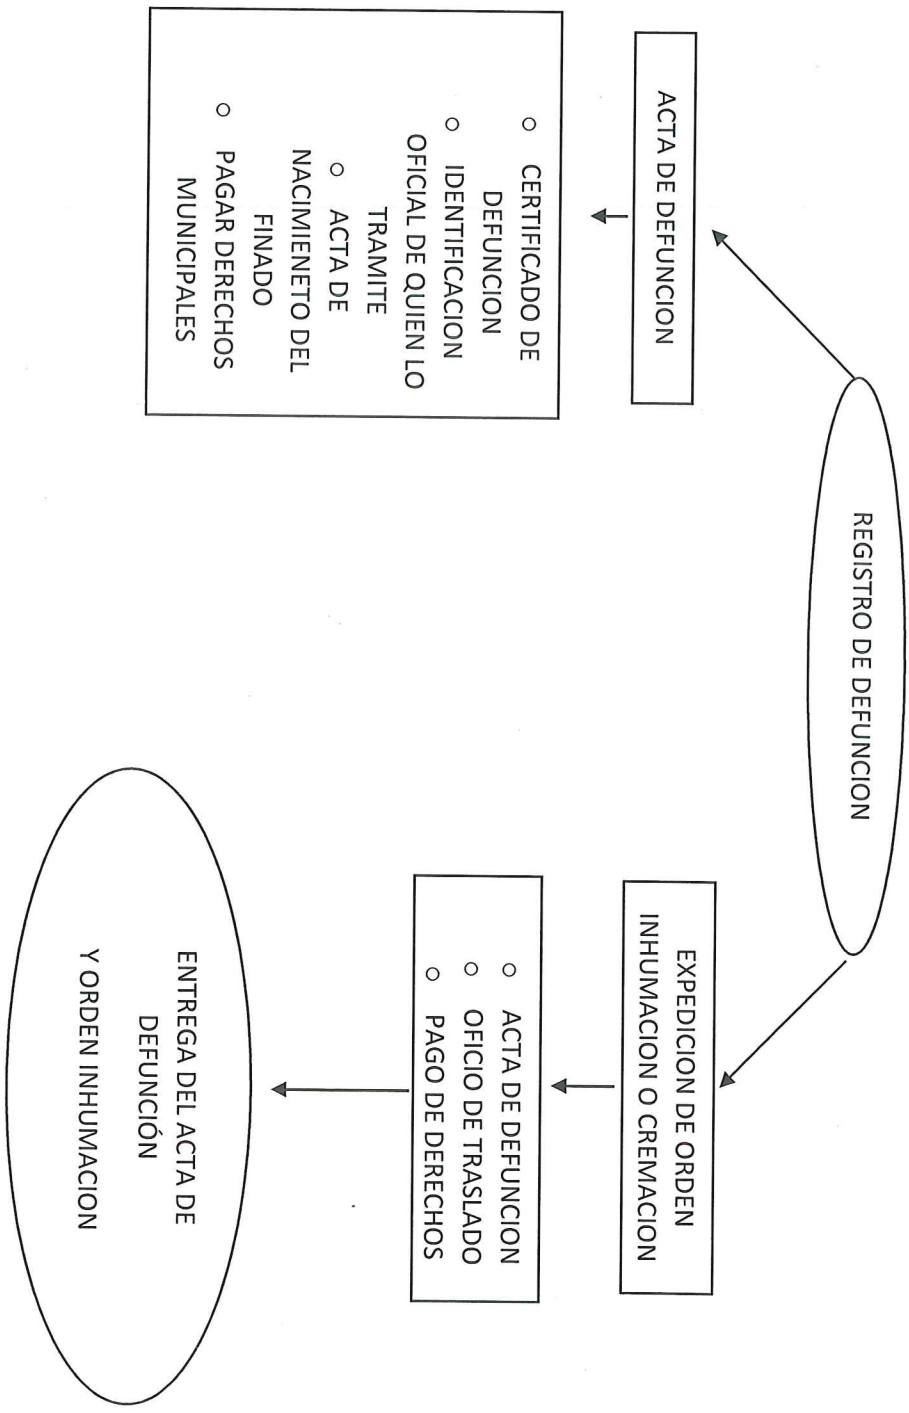 REGISTRO DE DEFUNCION
ACTA DE DEFUNCION
○ CERTIFICADO DE
DEFUNCION
○ IDENTIFICACION
OFICIAL DE QUIEN LO
TRAMITE
○ ACTA DE
NACIMIENETO DEL
FINADO
○ PAGAR DERECHOS
MUNICIPALES
EXPEDICION DE ORDEN
INHUMACION O CREMACION
○ ACTA DE DEFUNCION
○ OFICIO DE TRASLADO
○ PAGO DE DERECHOS
ENTREGA DEL ACTA DE
DEFUNCIÓN
Y ORDEN INHUMACION